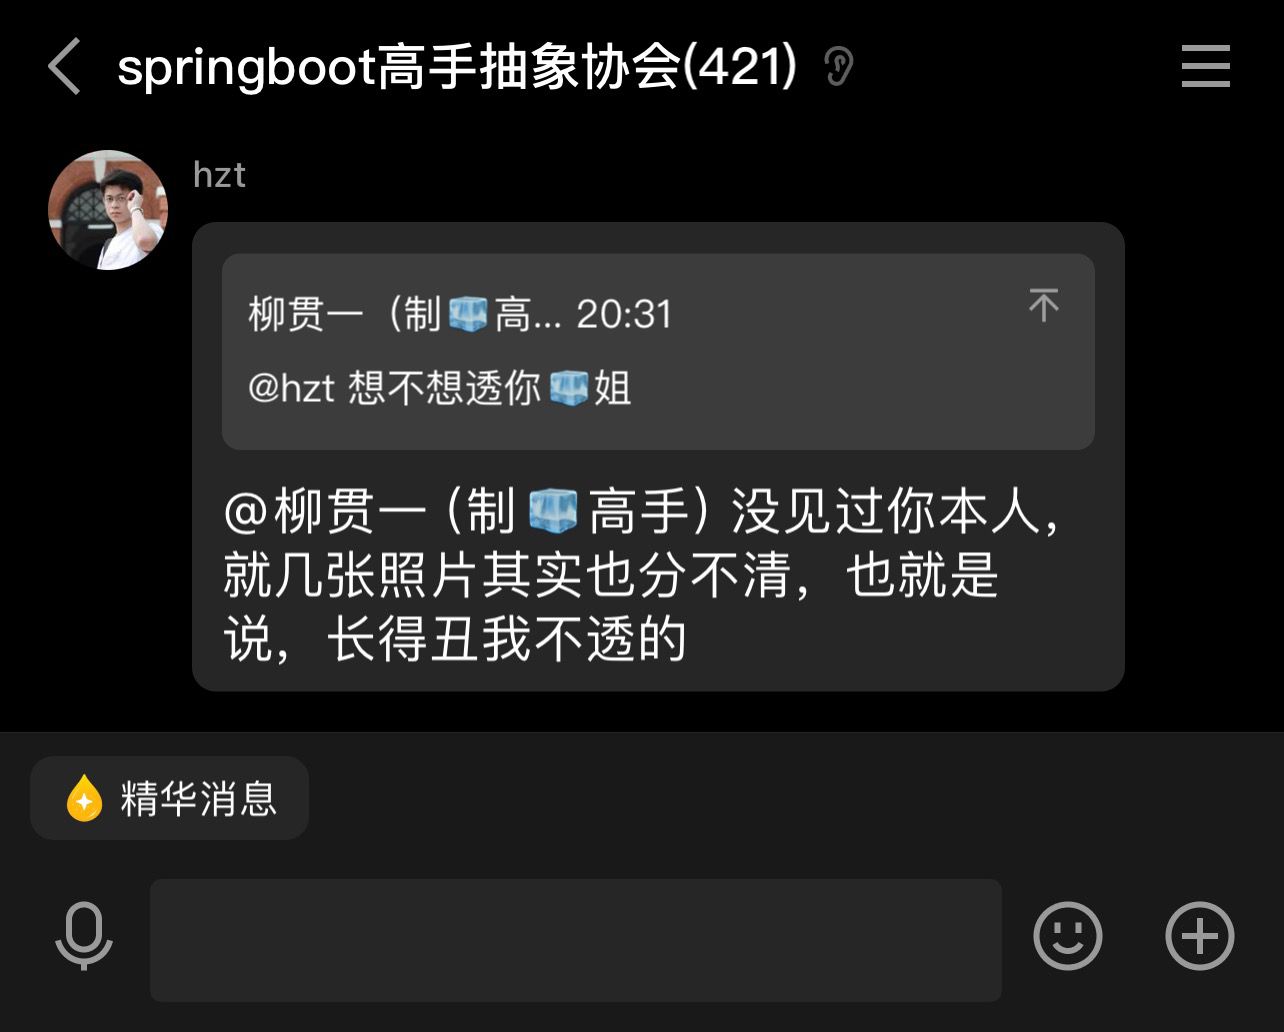 springboot高手抽象协会(421)
hzt
柳贯一（制🧊高... 20:31
@hzt 想不想透你🧊姐
@柳贯一（制🧊高手）没见过你本人，
就几张照片其实也分不清，也就是
说，长得丑我不透的
精华消息